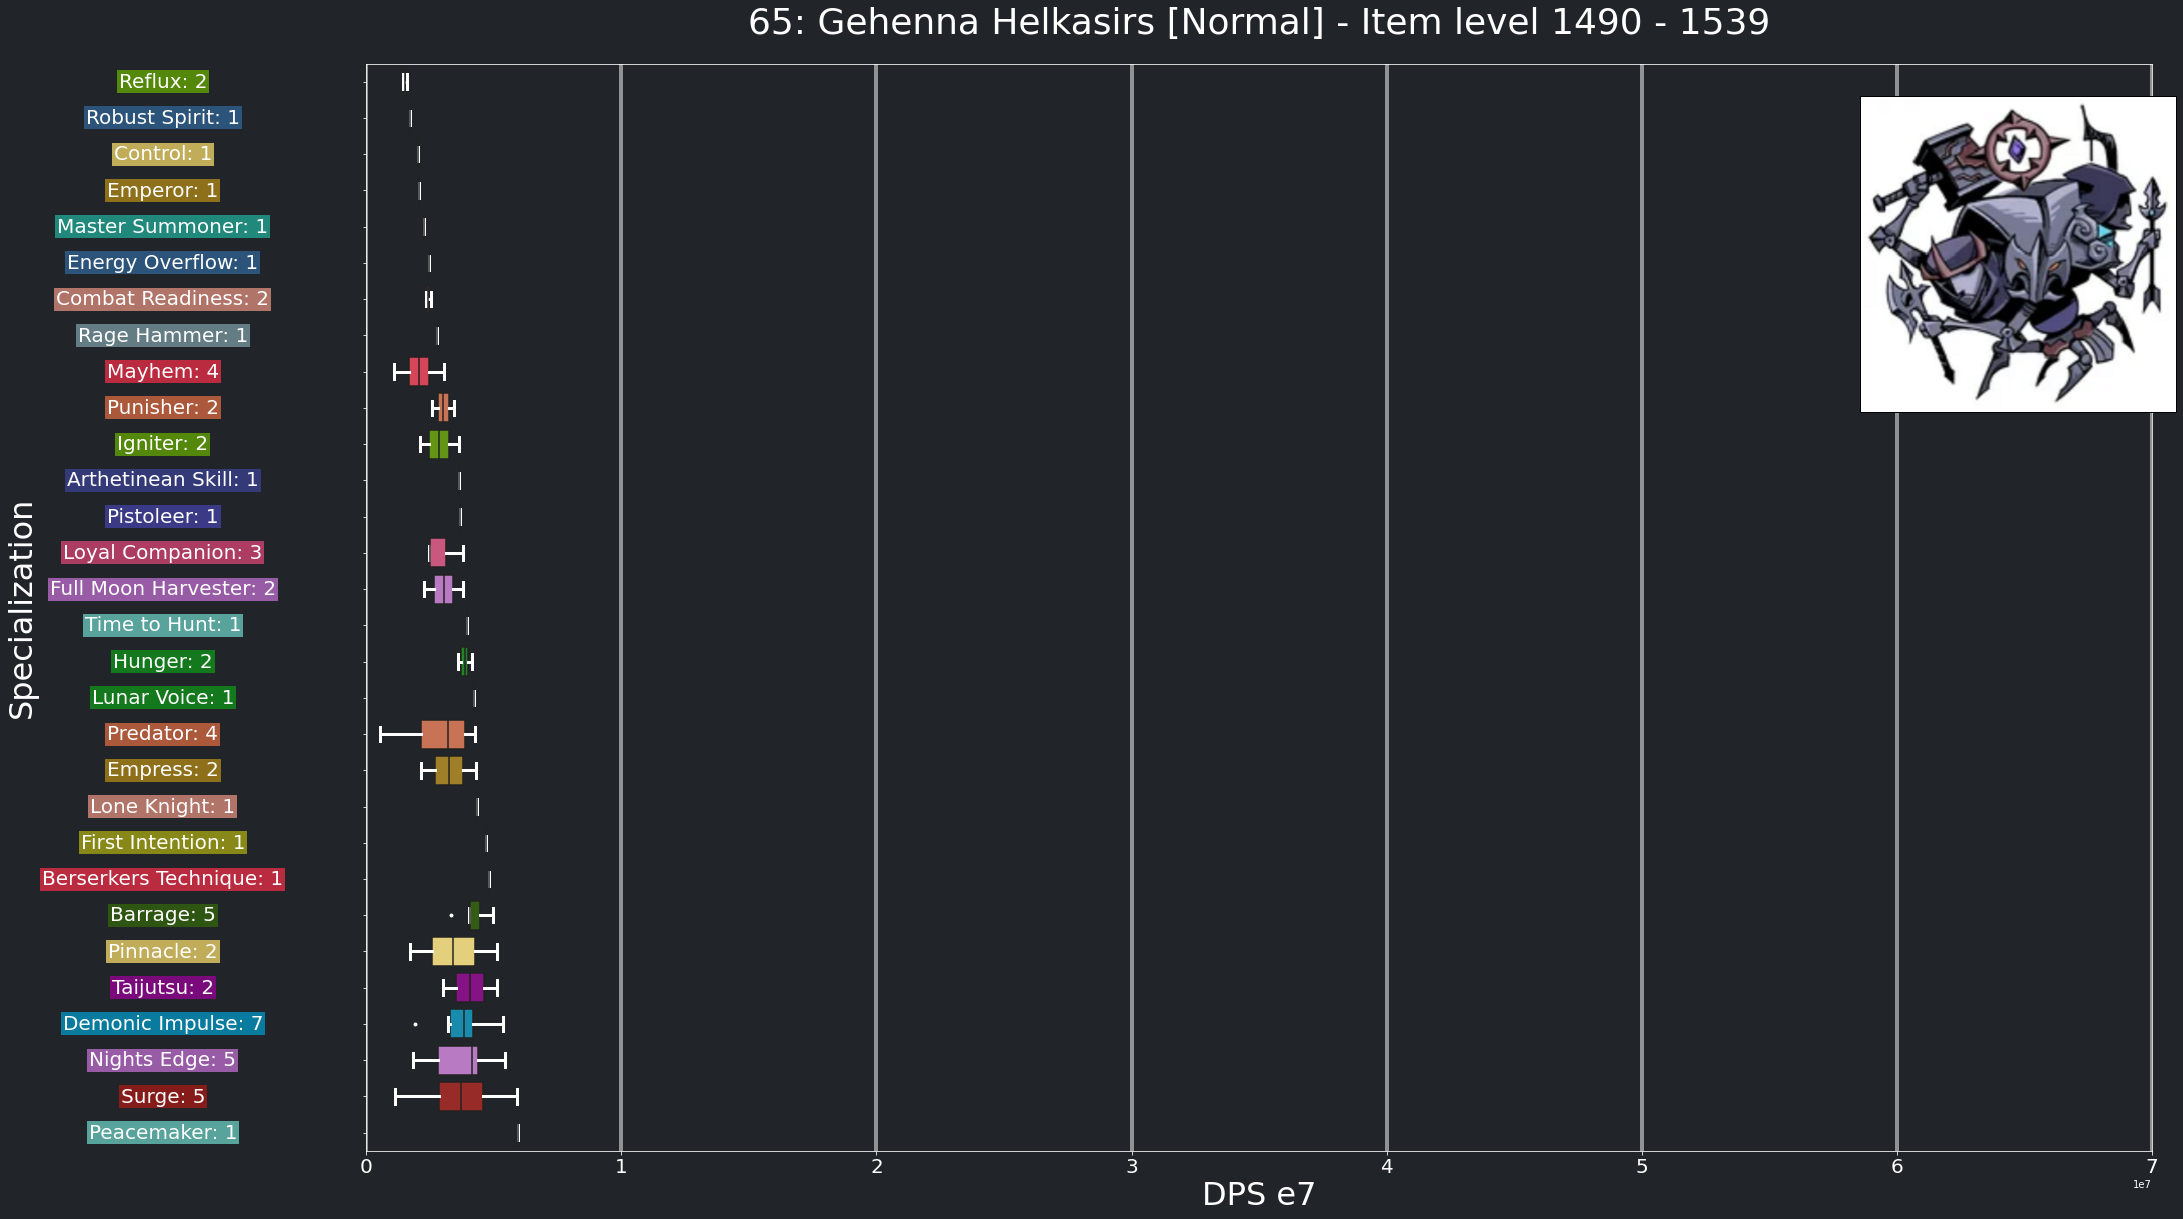 65: Gehenna Helkasirs [Normal] - Item level 1490 - 1539
Reflux: 2
Robust Spirit: 1
Control: 1
Emperor: 1
Master Summoner: 1
Energy Overflow: 1
Combat Readiness: 2
Rage Hammer: 1
Mayhem: 4
Punisher: 2
Igniter: 2
Arthetinean Skill: 1
Pistoleer: 1
Loyal Companion: 3
Full Moon Harvester: 2
Time to Hunt: 1
Hunger: 2
Lunar Voice: 1
Predator: 4
Empress: 2
Lone Knight: 1
First Intention: 1
Berserkers Technique: 1
Barrage: 5
Pinnacle: 2
Taijutsu: 2
Demonic Impulse: 7
Nights Edge: 5
Surge: 5
Peacemaker: 1
Specialization
0 1 2 3 4 5 6 7
1e7
DPS e7